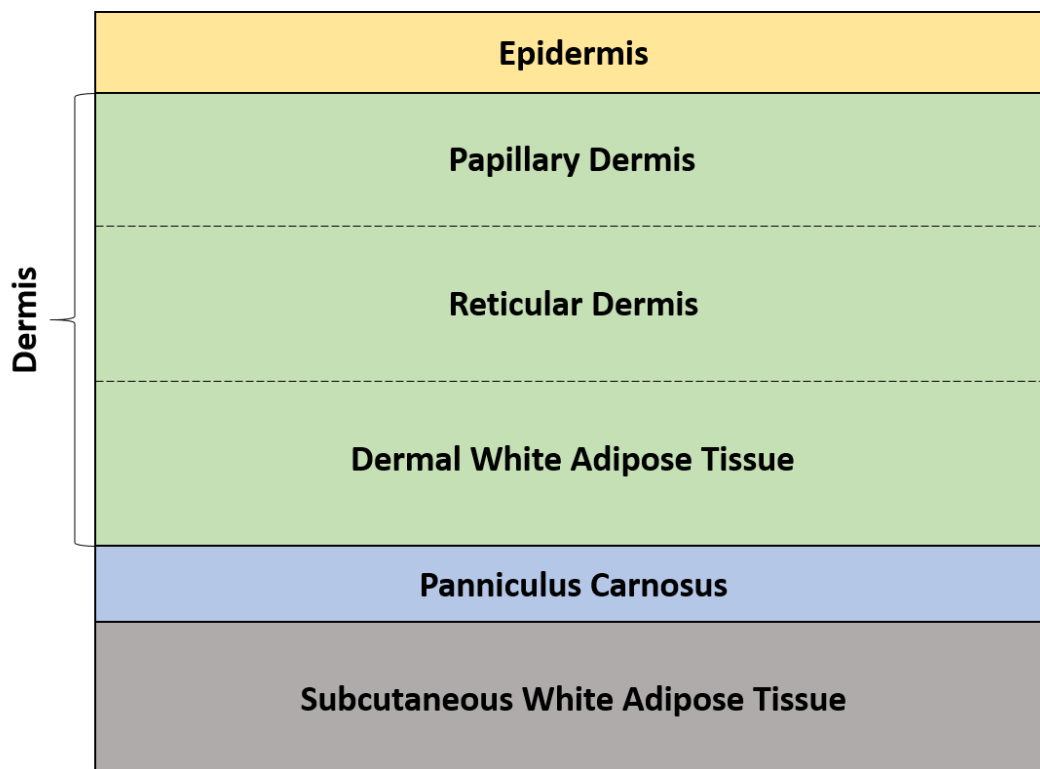 Epidermis
Papillary Dermis
Reticular Dermis
Dermis
Dermal White Adipose Tissue
Panniculus Carnosus
Subcutaneous White Adipose Tissue